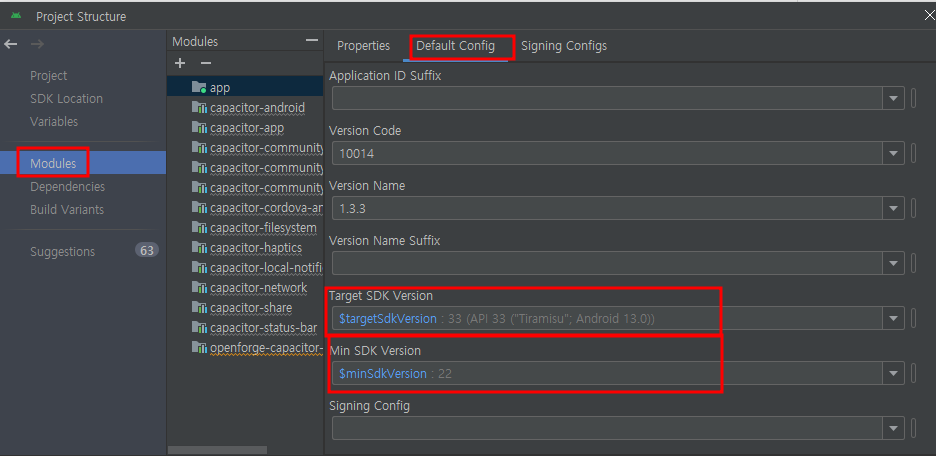 Project Structure
Project
SDK Location
Variables
Modules
Dependencies
Build Variants
Suggestions
63
Modules
app
capacitor-android
capacitor-app
capacitor-community
capacitor-community
capacitor-community
capacitor-cordova-an
capacitor-filesystem
capacitor-haptics
capacitor-local-notifi
capacitor-network
capacitor-share
capacitor-status-bar
openforge-capacitor-
Properties Default Config Signing Configs
Application ID Suffix
Version Code
10014
Version Name
1.3.3
Version Name Suffix
Target SDK Version
$targetSdkVersion : 33 (API 33 ("Tiramisu"; Android 13.0))
Min SDK Version
$minSdkVersion : 22
Signing Config